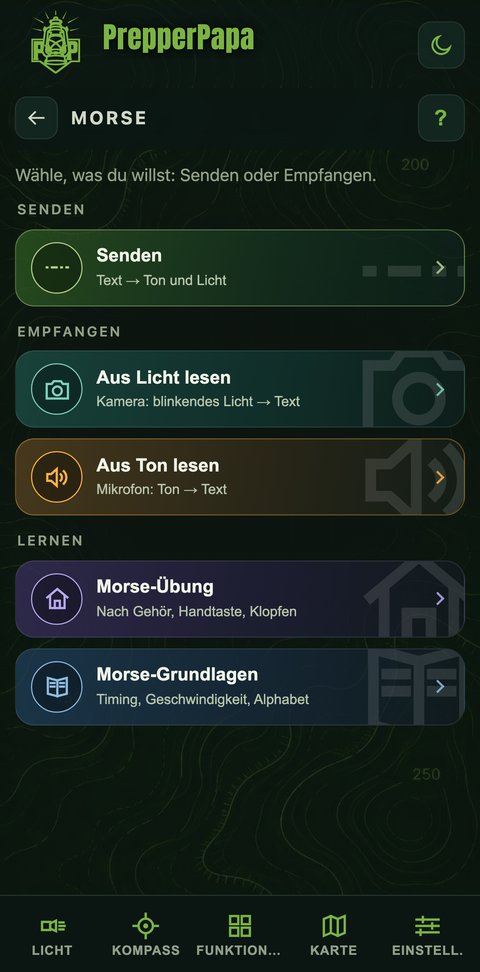 PP
PrepperPapa
MORSE
?
Wähle, was du willst: Senden oder Empfangen.
200
SENDEN
Senden
Text → Ton und Licht
EMPFANGEN
Aus Licht lesen
Kamera: blinkendes Licht → Text
Aus Ton lesen
Mikrofon: Ton → Text
LERNEN
Morse-Übung
Nach Gehör, Handtaste, Klopfen
Morse-Grundlagen
Timing, Geschwindigkeit, Alphabet
250
LICHT
KOMPASS
FUNKTION...
KARTE
EINSTELL.